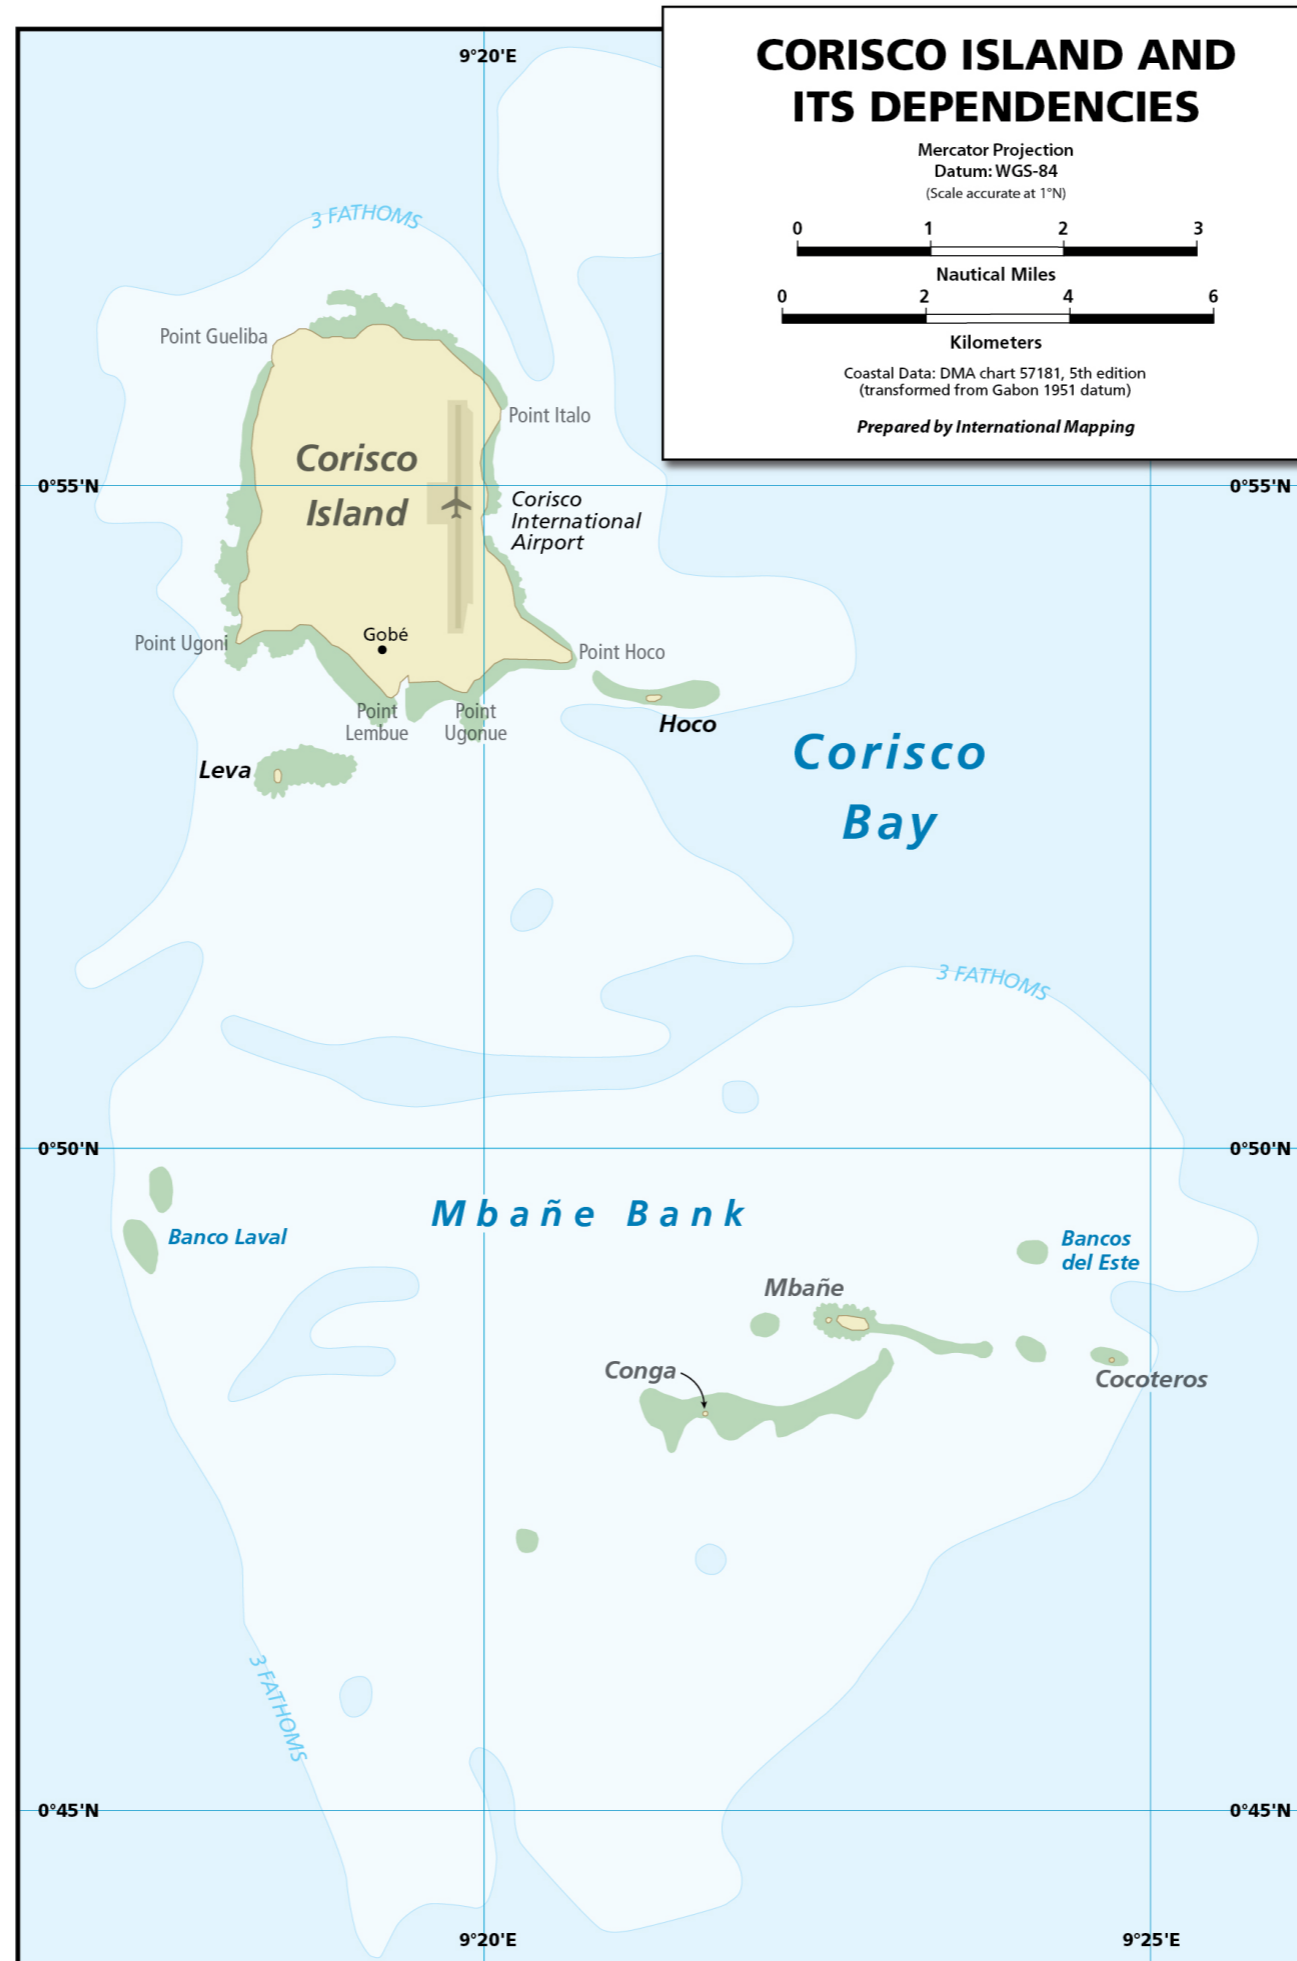 CORISCO ISLAND AND
ITS DEPENDENCIES
Mercator Projection
Datum: WGS-84
(Scale accurate at 1°N)
0 1 2 3
Nautical Miles
0 2 4 6
Kilometers
Coastal Data: DMA chart 57181, 5th edition
(transformed from Gabon 1951 datum)
Prepared by International Mapping
9°20'E
3 FATHOMS
Point Gueliba
Point Italo
Corisco
Island
0°55'N
0°55'N
Corisco
International
Airport
Point Ugoni
Gobé
Point Hoco
Point
Lembue
Point
Ugonue
Hoco
Leva
Corisco
Bay
3 FATHOMS
0°50'N
0°50'N
Mbañe Bank
Banco Laval
Bancos
del Este
Mbañe
Conga
Cocoteros
3 FATHOMS
0°45'N
0°45'N
9°20'E
9°25'E